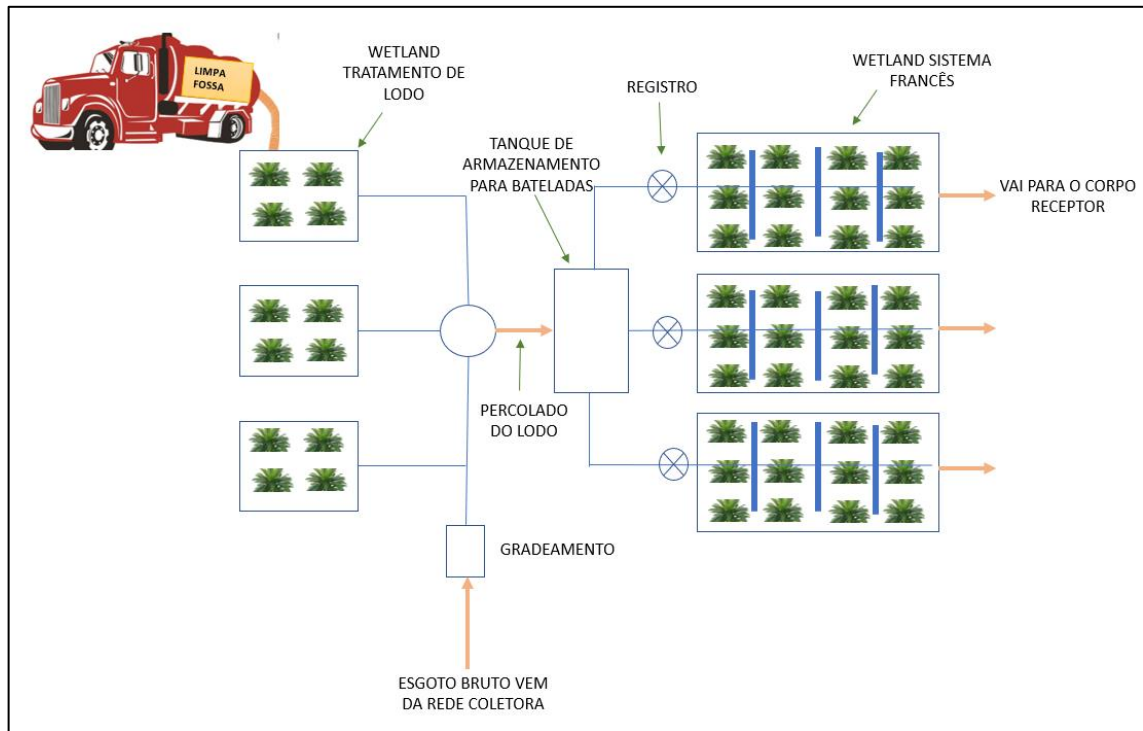 LIMPA
FOSSA
WETLAND
TRATAMENTO DE
LODO
TANQUE DE
ARMAZENAMENTO
PARA BATELADAS
REGISTRO
WETLAND SISTEMA
FRANCÊS
VAI PARA O CORPO
RECEPTOR
PERCOLADO
DO LODO
GRADEAMENTO
ESGOTO BRUTO VEM
DA REDE COLETORA